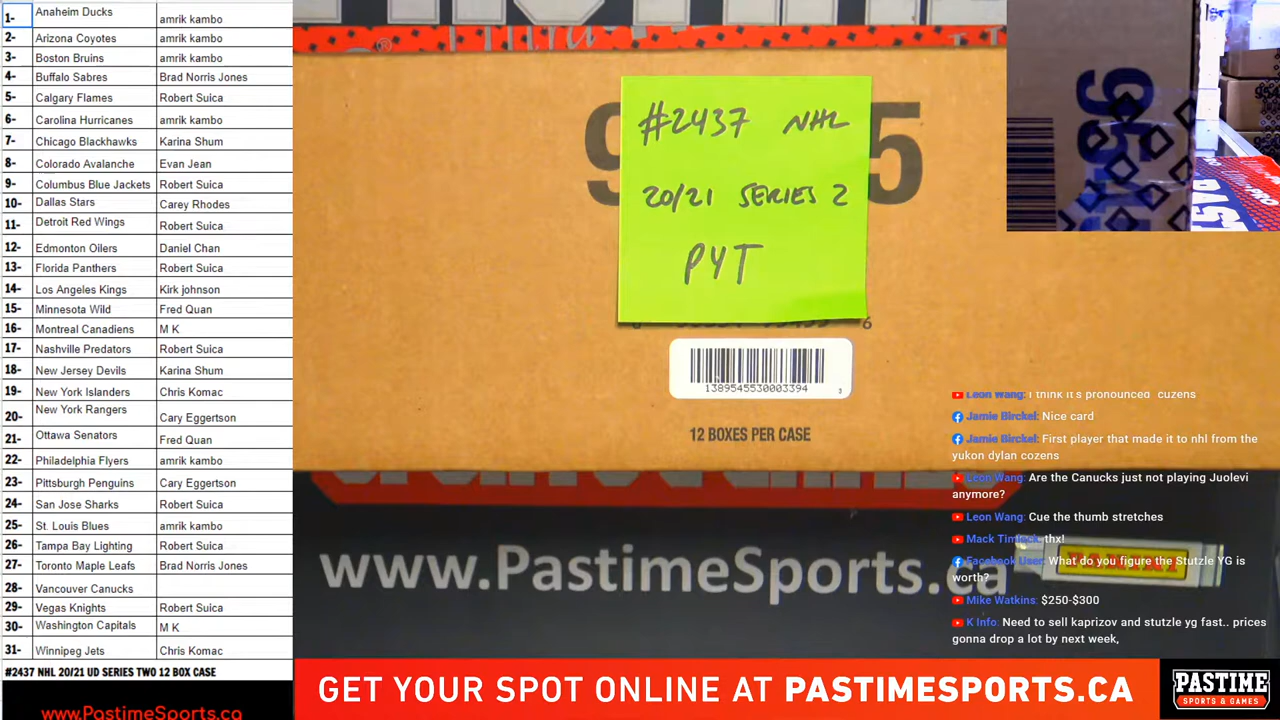 1- Anaheim Ducks amrik kambo
2- Arizona Coyotes amrik kambo
3- Boston Bruins amrik kambo
4- Buffalo Sabres Brad Norris Jones
5- Calgary Flames Robert Suica
6- Carolina Hurricanes amrik kambo
7- Chicago Blackhawks Karina Shum
8- Colorado Avalanche Evan Jean
9- Columbus Blue Jackets Robert Suica
10- Dallas Stars Carey Rhodes
11- Detroit Red Wings Robert Suica
12- Edmonton Oilers Daniel Chan
13- Florida Panthers Robert Suica
14- Los Angeles Kings Kirk johnson
15- Minnesota Wild Fred Quan
16- Montreal Canadiens M K
17- Nashville Predators Robert Suica
18- New Jersey Devils Karina Shum
19- New York Islanders Chris Komac
20- New York Rangers Cary Eggertson
21- Ottawa Senators Fred Quan
22- Philadelphia Flyers amrik kambo
23- Pittsburgh Penguins Cary Eggertson
24- San Jose Sharks Robert Suica
25- St. Louis Blues amrik kambo
26- Tampa Bay Lighting Robert Suica
27- Toronto Maple Leafs Brad Norris Jones
28- Vancouver Canucks
29- Vegas Knights Robert Suica
30- Washington Capitals M K
31- Winnipeg Jets Chris Komac
#2437 NHL 20/21 UD SERIES TWO 12 BOX CASE
www.PastimeSports.ca
#2437 NHL
20/21 SERIES 2
PYT
9 5
6
1389545530003394 3
12 BOXES PER CASE
www.PastimeSports.ca
Leon Wang: I think it's pronounced cuzens
Jamie Birckel: Nice card
Jamie Birckel: First player that made it to nhl from the
yukon dylan cozens
Leon Wang: Are the Canucks just not playing Juolevi
anymore?
Leon Wang: Cue the thumb stretches
Mack Timlock: thx!
Facebook User: What do you figure the Stutzle YG is
worth?
Mike Watkins: $250-$300
K Info: Need to sell kaprizov and stutzle yg fast.. prices
gonna drop a lot by next week,
GET YOUR SPOT ONLINE AT PASTIMESPORTS.CA
PASTIME
SPORTS & GAMES